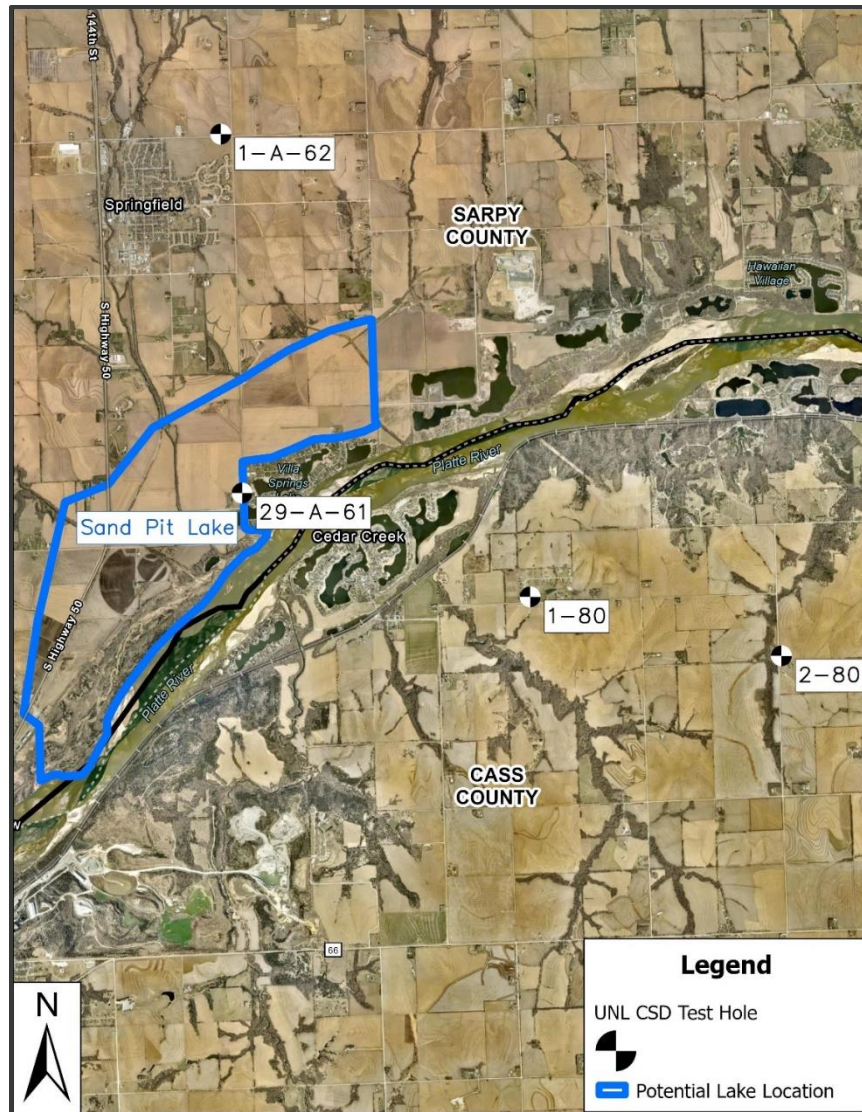 144th St
1-A-62
Springfield
SARPY
COUNTY
Hawaiian
Village
S Highway 50
Platte River
Villa
Springs
29-A-61
Sand Pit Lake
Cedar Creek
1-80
S Highway 50
2-80
Platte River
CASS
COUNTY
66
N
Legend
UNL CSD Test Hole
Potential Lake Location